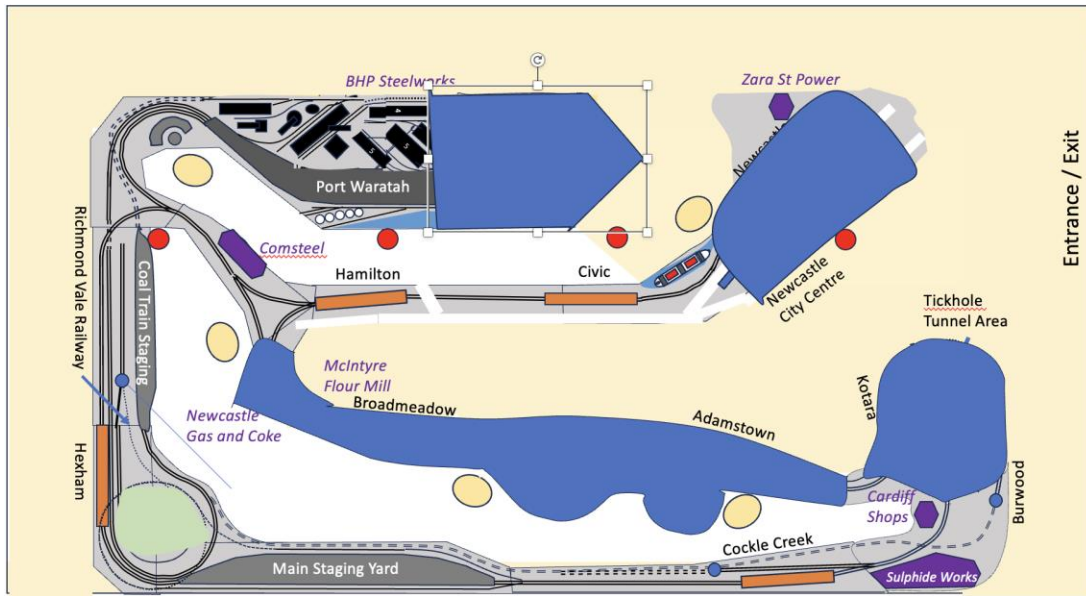 BHP Steelworks
Zara St Power
Newcastle
Entrance / Exit
Port Waratah
Richmond Vale Railway
Comsteel
Coal Train Staging
Hamilton
Civic
Newcastle
City Centre
Tickhole
Tunnel Area
McIntyre
Flour Mill
Broadmeadow
Kotara
Newcastle
Gas and Coke
Adamstown
Hexham
Cardiff
Shops
Burwood
Cockle Creek
Main Staging Yard
Sulphide Works